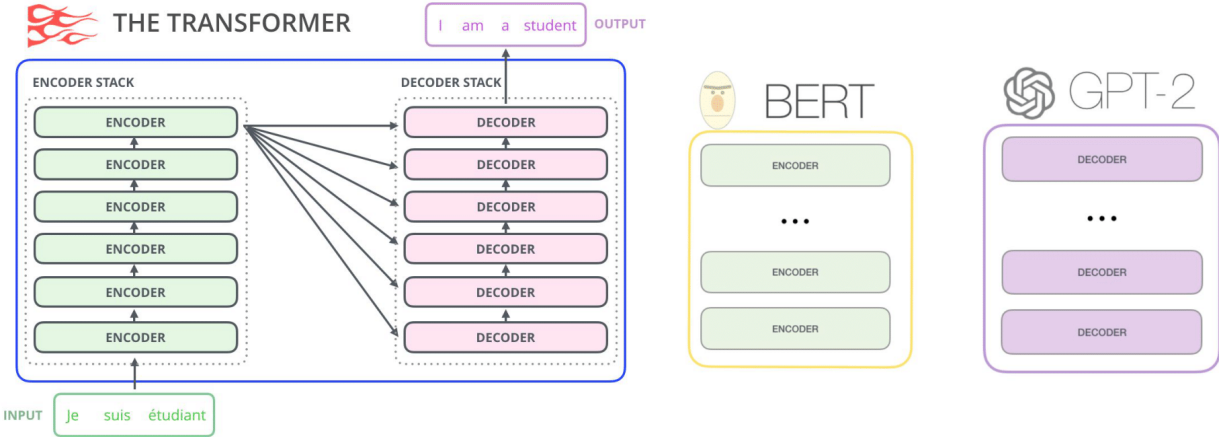 THE TRANSFORMER
I am a student OUTPUT
ENCODER STACK
ENCODER
ENCODER
ENCODER
ENCODER
ENCODER
ENCODER
DECODER STACK
DECODER
DECODER
DECODER
DECODER
DECODER
DECODER
INPUT Je suis étudiant
BERT
ENCODER
...
ENCODER
ENCODER
GPT-2
DECODER
...
DECODER
DECODER